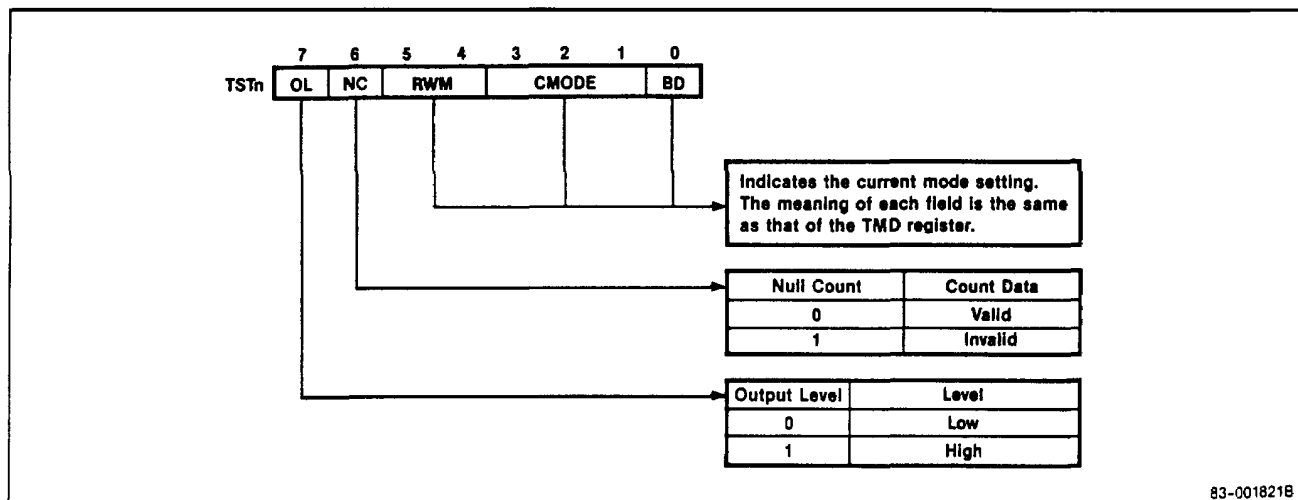 7 6 5 4 3 2 1 0
TSTn OL NC RWM CMODE BD
Indicates the current mode setting.
The meaning of each field is the same
as that of the TMD register.
Null Count Count Data
0 Valid
1 Invalid
Output Level Level
0 Low
1 High
83-001821B